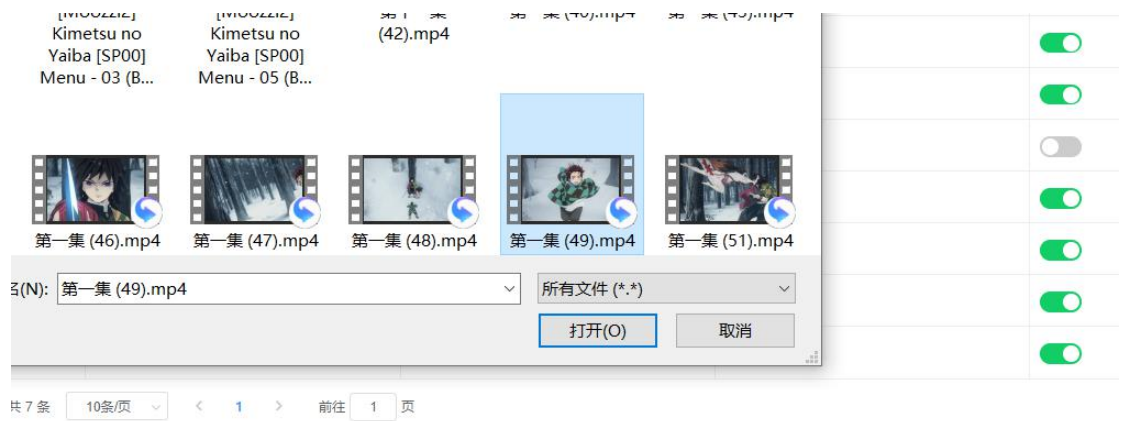 Kimetsu no
Yaiba [SP00]
Menu - 03 (B...
Kimetsu no
Yaiba [SP00]
Menu - 05 (B...
(42).mp4
第一集 (46).mp4
第一集 (47).mp4
第一集 (48).mp4
第一集 (49).mp4
第一集 (51).mp4
名(N): 第一集 (49).mp4
所有文件 (*.*)
打开(O)
取消
共 7 条
10条/页
1
前往 1 页